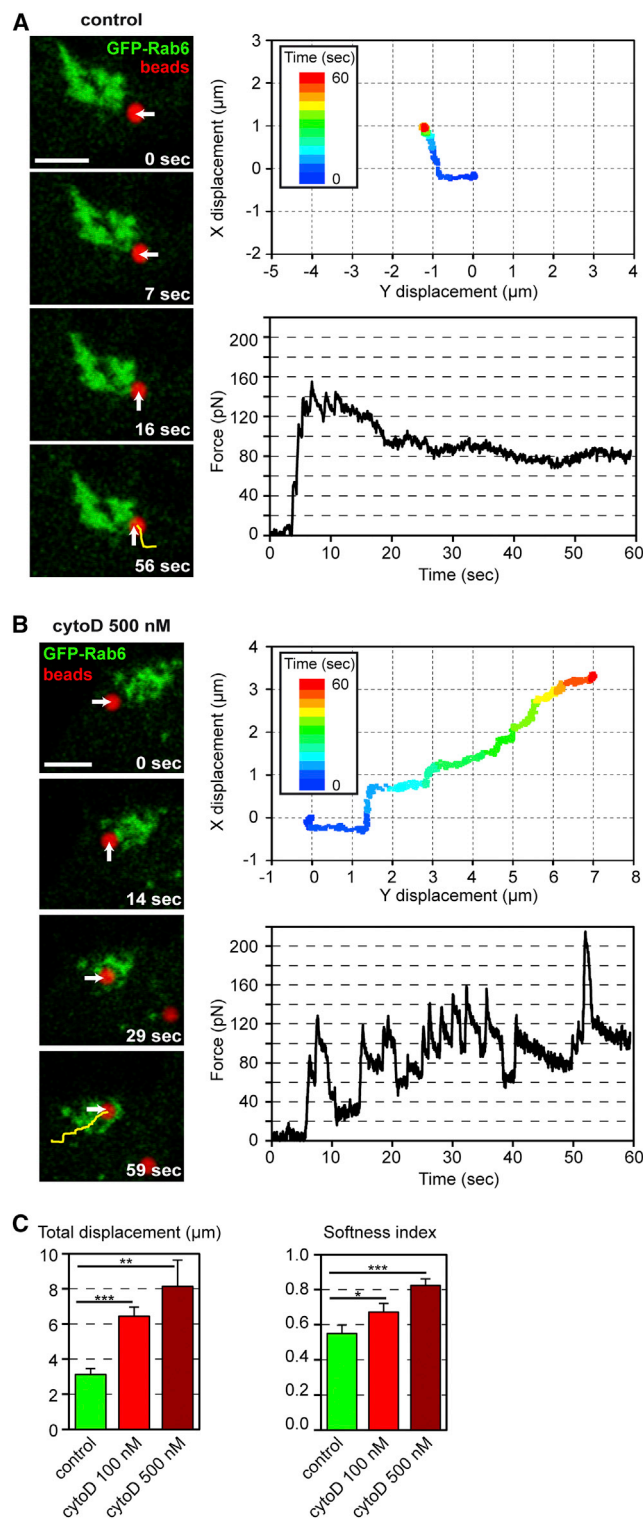 A
control
GFP-Rab6
beads
0 sec
7 sec
16 sec
56 sec
X displacement (µm)
3
2
1
0
-1
-2
Time (sec)
60
0
-5 -4 -3 -2 -1 0 1 2 3 4
Y displacement (µm)
Force (pN)
200
160
120
80
40
0
0 10 20 30 40 50 60
Time (sec)
B
cytoD 500 nM
GFP-Rab6
beads
0 sec
14 sec
29 sec
59 sec
X displacement (µm)
4
3
2
1
0
-1
Time (sec)
60
0
-1 0 1 2 3 4 5 6 7 8
Y displacement (µm)
Force (pN)
200
160
120
80
40
0
0 10 20 30 40 50 60
Time (sec)
C
Total displacement (µm)
10
8
6
4
2
0
**
***
control
cytoD 100 nM
cytoD 500 nM
Softness index
1.0
0.8
0.6
0.4
0.2
0.0
***
*
control
cytoD 100 nM
cytoD 500 nM